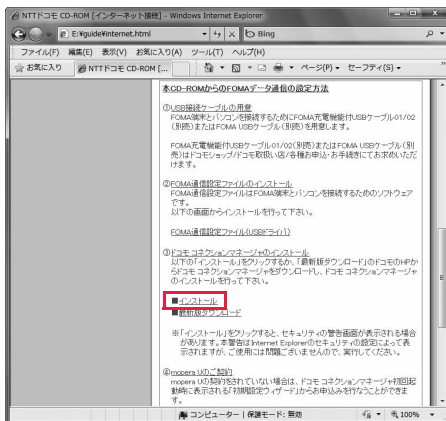 NTTドコモ CD-ROM [インターネット接続] - Windows Internet Explorer
E:¥guide¥internet.html
Bing
ファイル(F) 編集(E) 表示(V) お気に入り(A) ツール(T) ヘルプ(H)
お気に入り NTTドコモ CD-ROM [... ページ(P) セーフティ(S)
本CD-ROMからのFOMAデータ通信の設定方法
①USB接続ケーブルの用意
FOMA端末とパソコンを接続するためにFOMA充電機能付USBケーブル01/02
(別売)またはFOMA USBケーブル(別売)を用意します。
FOMA充電機能付USBケーブル01/02(別売)またはFOMA USBケーブル(別
売)はドコモショップ/ドコモ取扱い店/各種お申込・お手続きにてお求めいただ
けます。
②FOMA通信設定ファイルのインストール
FOMA通信設定ファイルはFOMA端末とパソコンを接続するためのソフトウェア
です。
以下の画面からインストールを行って下さい。
FOMA通信設定ファイル(USBドライバ)
③ドコモ コネクションマネージャのインストール
以下の「インストール」をクリックするか、「最新版ダウンロード」のドコモのHPか
らドコモ コネクションマネージャをダウンロードし、ドコモ コネクションマネージャ
のインストールを行って下さい。
■インストール
■最新版ダウンロード
※「インストール」をクリックすると、セキュリティの警告画面が表示される場合
があります。本警告はInternet Explorerのセキュリティの設定によって表
示されますが、ご使用には問題ございませんので、実行してください。
④mopera Uのご契約
mopera Uの契約をされていない場合は、ドコモ コネクションマネージャ初回起
動時に表示される「初期設定ウィザード」からお申込みを行なうことができま
す。
コンピューター | 保護モード: 無効 100%